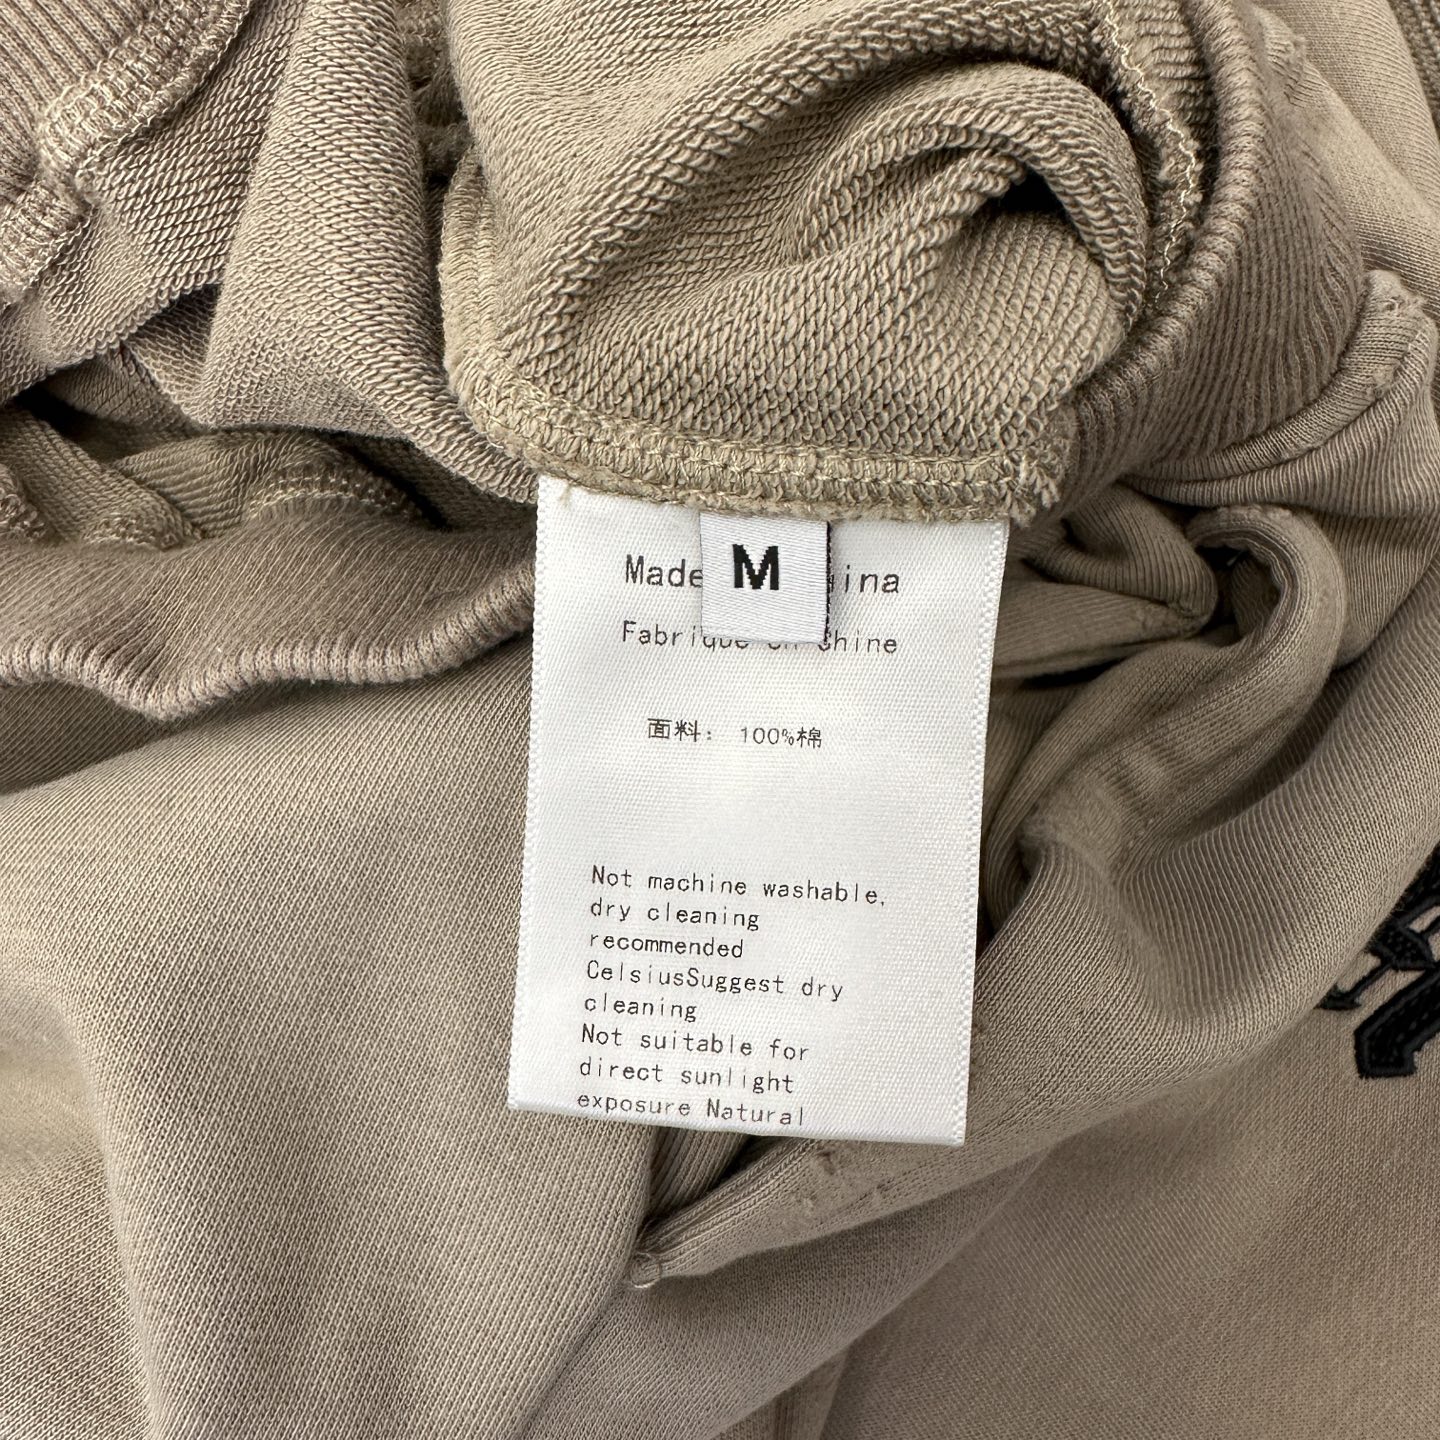 M
Made ina
Fabrique en Chine
面料: 100%棉
Not machine washable,
dry cleaning
recommended
CelsiusSuggest dry
cleaning
Not suitable for
direct sunlight
exposure Natural